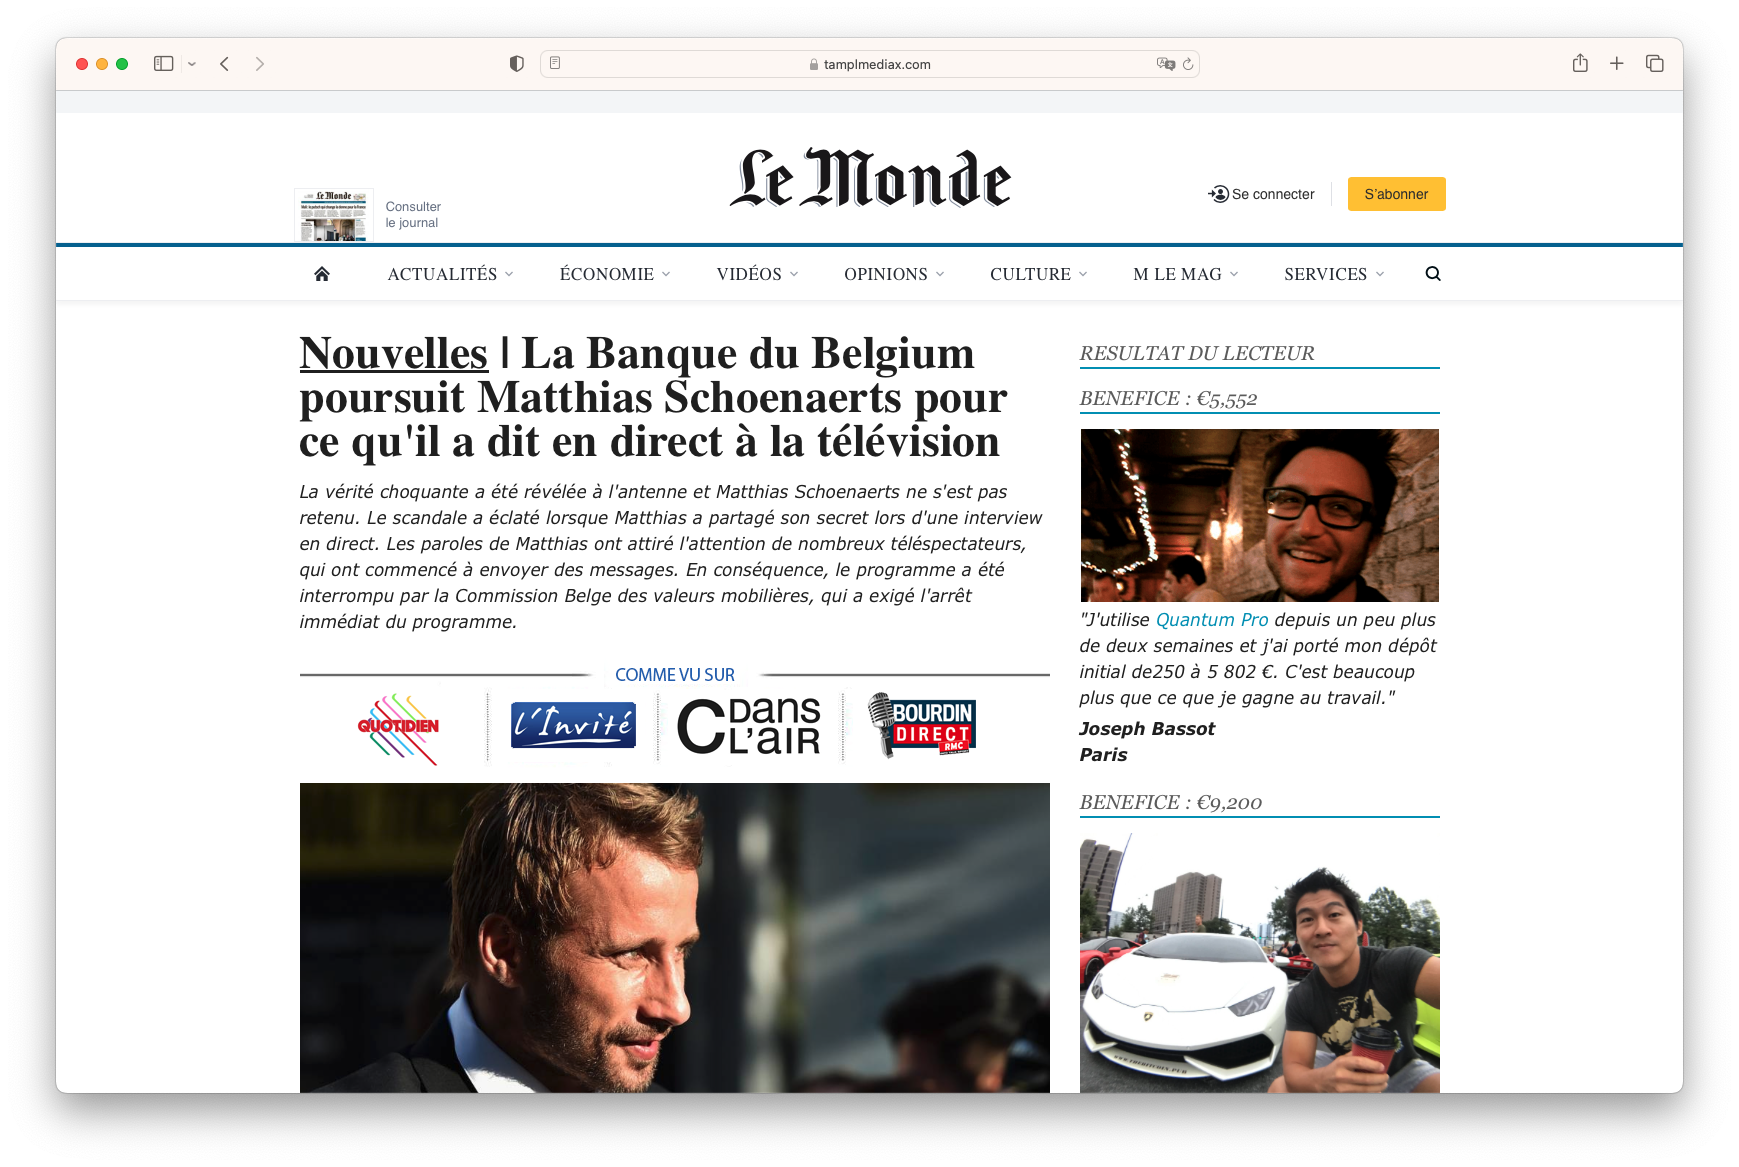 tamplmediax.com
Le Monde
Le Monde
Consulter
le journal
Se connecter
S'abonner
ACTUALITÉS
ÉCONOMIE
VIDÉOS
OPINIONS
CULTURE
M LE MAG
SERVICES
Nouvelles | La Banque du Belgium
poursuit Matthias Schoenaerts pour
ce qu'il a dit en direct à la télévision
La vérité choquante a été révélée à l'antenne et Matthias Schoenaerts ne s'est pas
retenu. Le scandale a éclaté lorsque Matthias a partagé son secret lors d'une interview
en direct. Les paroles de Matthias ont attiré l'attention de nombreux téléspectateurs,
qui ont commencé à envoyer des messages. En conséquence, le programme a été
interrompu par la Commission Belge des valeurs mobilières, qui a exigé l'arrêt
immédiat du programme.
COMME VU SUR
QUOTIDIEN
l'Invité
C DANS
L'AIR
BOURDIN
DIRECT
RMC
RESULTAT DU LECTEUR
BENEFICE : €5,552
"J'utilise Quantum Pro depuis un peu plus
de deux semaines et j'ai porté mon dépôt
initial de250 à 5 802 €. C'est beaucoup
plus que ce que je gagne au travail."
Joseph Bassot
Paris
BENEFICE : €9,200